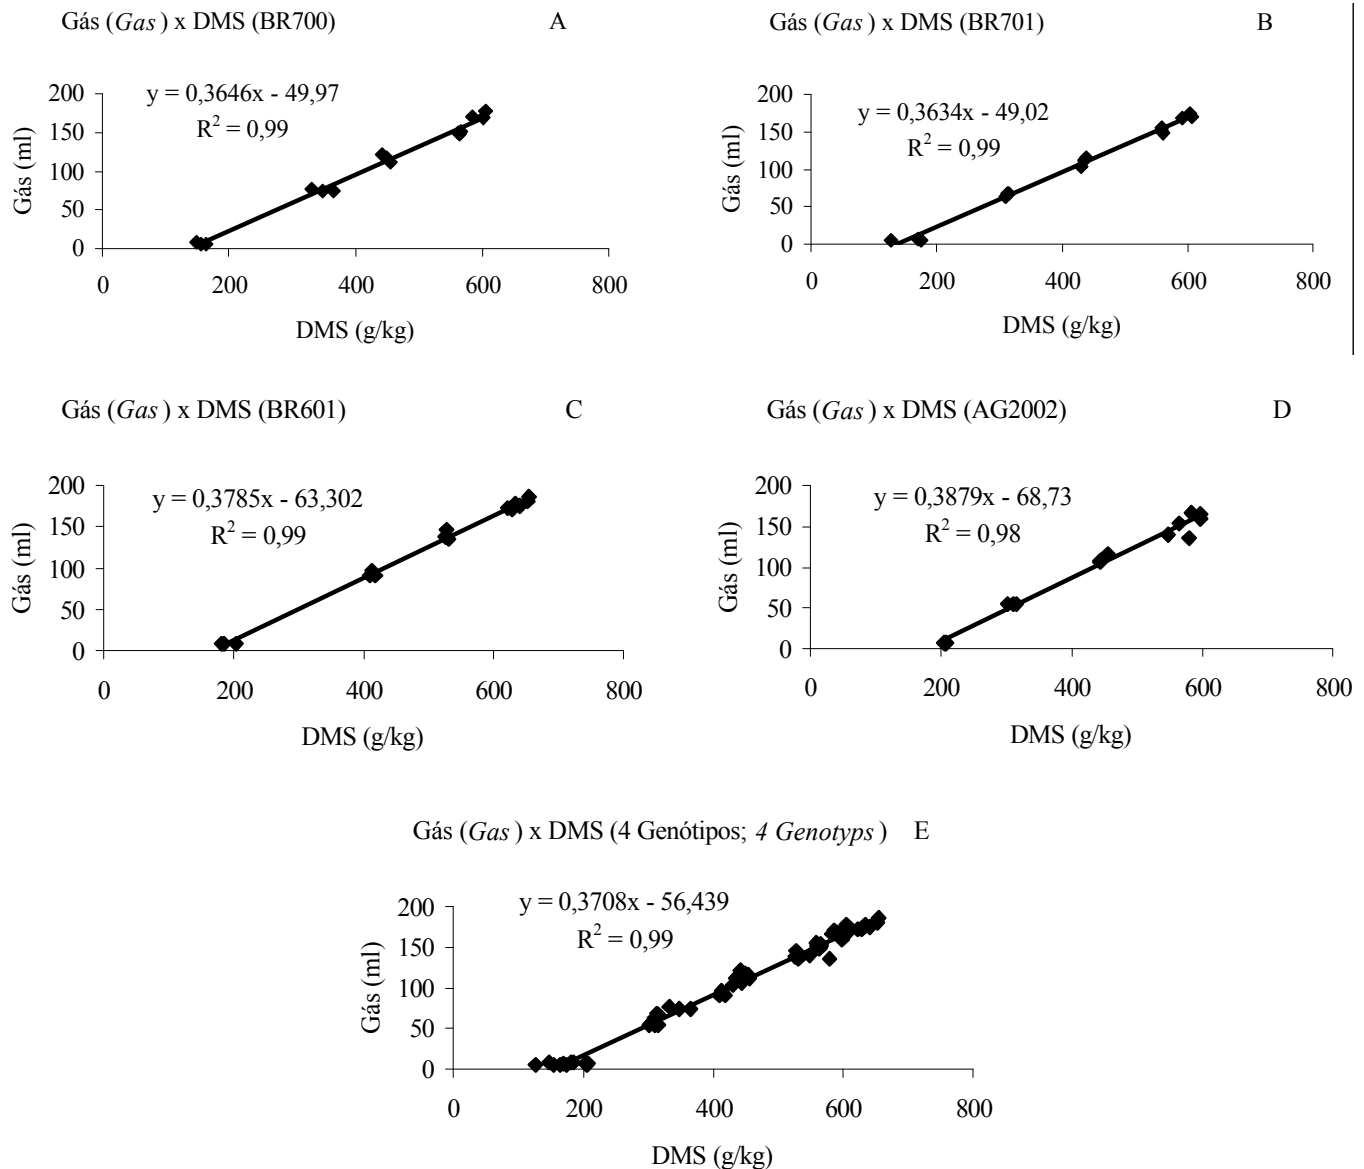 Gás (Gas) x DMS (BR700) A
y = 0,3646x - 49,97
R² = 0,99
Gás (ml)
200
150
100
50
0
0 200 400 600 800
DMS (g/kg)
Gás (Gas) x DMS (BR701) B
y = 0,3634x - 49,02
R² = 0,99
Gás (ml)
200
150
100
50
0
0 200 400 600 800
DMS (g/kg)
Gás (Gas) x DMS (BR601) C
y = 0,3785x - 63,302
R² = 0,99
Gás (ml)
200
150
100
50
0
0 200 400 600 800
DMS (g/kg)
Gás (Gas) x DMS (AG2002) D
y = 0,3879x - 68,73
R² = 0,98
Gás (ml)
200
150
100
50
0
0 200 400 600 800
DMS (g/kg)
Gás (Gas) x DMS (4 Genótipos; 4 Genotyps) E
y = 0,3708x - 56,439
R² = 0,99
Gás (ml)
200
150
100
50
0
0 200 400 600 800
DMS (g/kg)